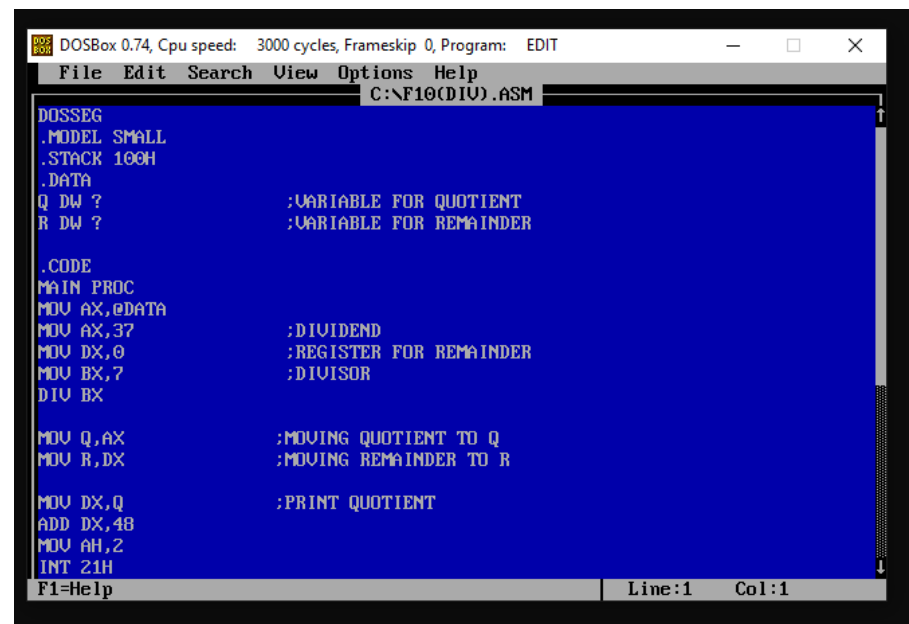 DOSBox 0.74, Cpu speed: 3000 cycles, Frameskip 0, Program: EDIT
File Edit Search View Options Help
C:\F10(DIV).ASM
DOSSEG
.MODEL SMALL
.STACK 100H
.DATA
Q DW ? ;VARIABLE FOR QUOTIENT
R DW ? ;VARIABLE FOR REMAINDER
.CODE
MAIN PROC
MOV AX,@DATA
MOV AX,37 ;DIVIDEND
MOV DX,0 ;REGISTER FOR REMAINDER
MOV BX,7 ;DIVISOR
DIV BX
MOV Q,AX ;MOVING QUOTIENT TO Q
MOV R,DX ;MOVING REMAINDER TO R
MOV DX,Q ;PRINT QUOTIENT
ADD DX,48
MOV AH,2
INT 21H
F1=Help Line:1 Col:1